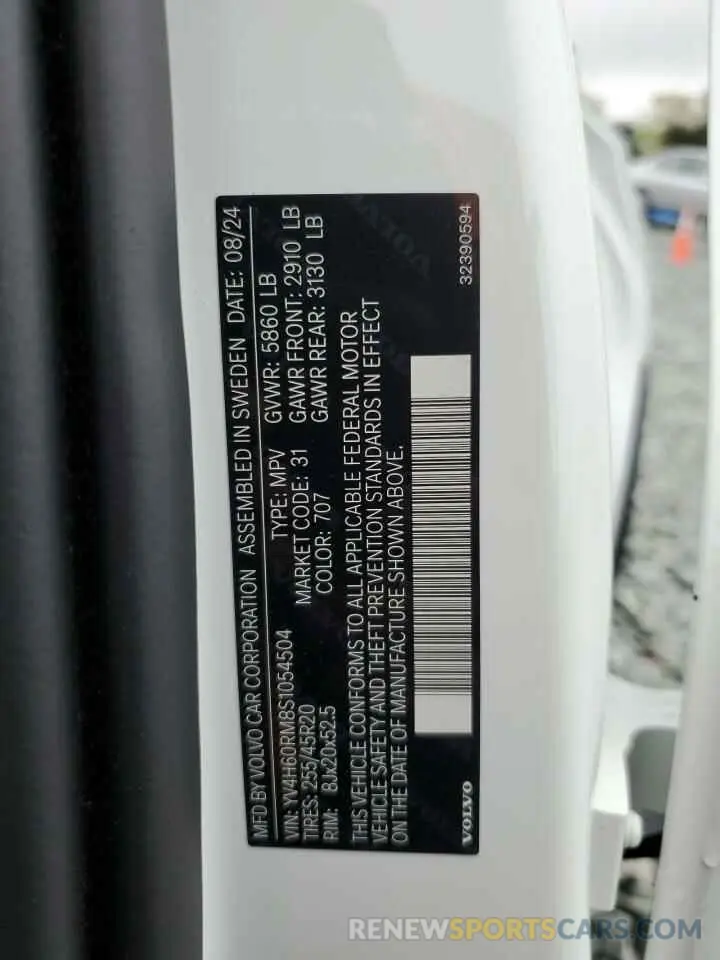 MFD BY VOLVO CAR CORPORATION ASSEMBLED IN SWEDEN DATE: 08/24
VIN: YV4H60RM8S1054504 TYPE: MPV GVWR: 5860 LB
TIRES: 255/45R20 MARKET CODE: 31 GAWR FRONT: 2910 LB
RIM: 8Jx20x52.5 COLOR: 707 GAWR REAR: 3130 LB
THIS VEHICLE CONFORMS TO ALL APPLICABLE FEDERAL MOTOR
VEHICLE SAFETY AND THEFT PREVENTION STANDARDS IN EFFECT
ON THE DATE OF MANUFACTURE SHOWN ABOVE.
VOLVO 32390594
RENEWSPORTSCARS.COM